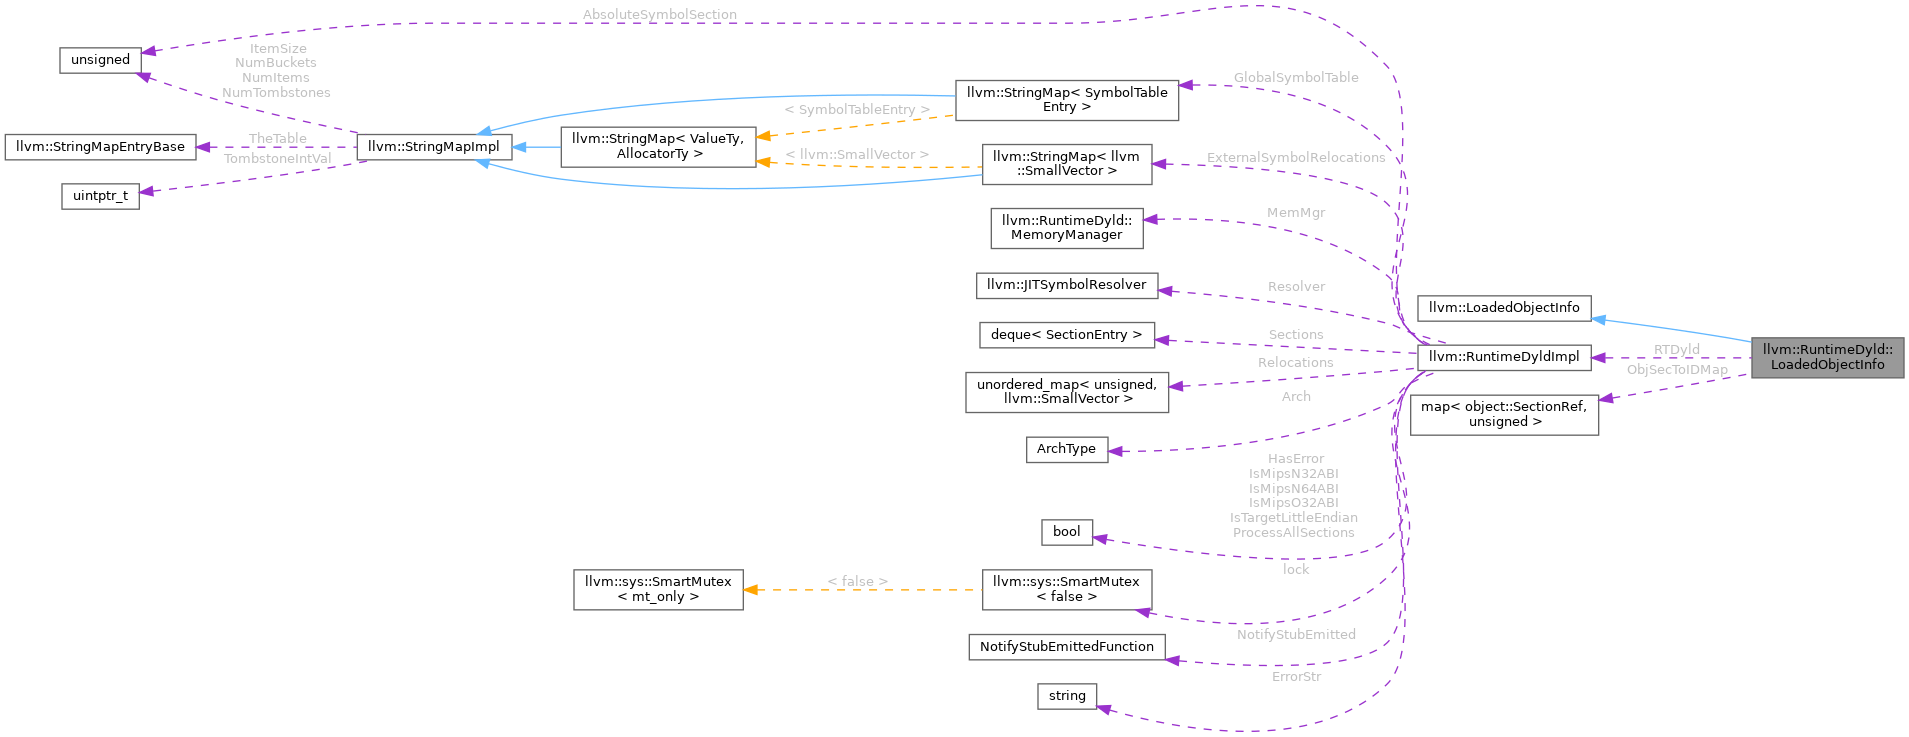 AbsoluteSymbolSection
unsigned
ItemSize
NumBuckets
NumItems
NumTombstones
llvm::StringMapEntryBase
TheTable
TombstoneIntVal
uintptr_t
llvm::StringMapImpl
llvm::StringMap< ValueTy,
AllocatorTy >
< SymbolTableEntry >
< llvm::SmallVector >
llvm::StringMap< SymbolTable
Entry >
llvm::StringMap< llvm
::SmallVector >
llvm::RuntimeDyld::
MemoryManager
llvm::JITSymbolResolver
deque< SectionEntry >
unordered_map< unsigned,
llvm::SmallVector >
ArchType
bool
llvm::sys::SmartMutex
< mt_only >
< false >
llvm::sys::SmartMutex
< false >
NotifyStubEmittedFunction
string
GlobalSymbolTable
ExternalSymbolRelocations
MemMgr
Resolver
Sections
Relocations
Arch
HasError
IsMipsN32ABI
IsMipsN64ABI
IsMipsO32ABI
IsTargetLittleEndian
ProcessAllSections
lock
NotifyStubEmitted
ErrorStr
llvm::LoadedObjectInfo
llvm::RuntimeDyldImpl
map< object::SectionRef,
unsigned >
RTDyld
ObjSecToIDMap
llvm::RuntimeDyld::
LoadedObjectInfo